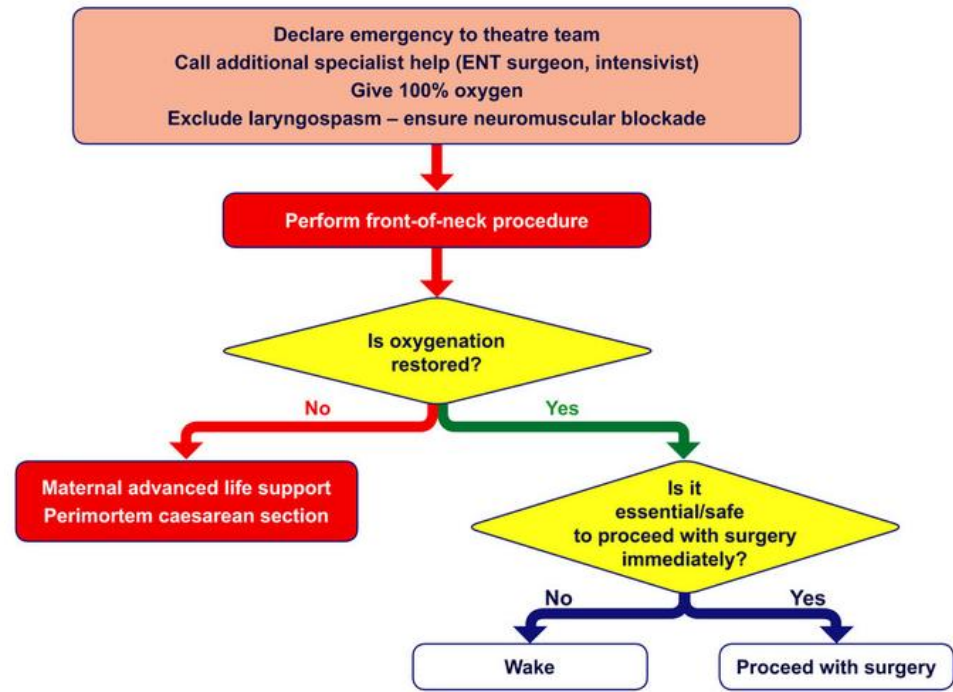 Declare emergency to theatre team
Call additional specialist help (ENT surgeon, intensivist)
Give 100% oxygen
Exclude laryngospasm – ensure neuromuscular blockade
Perform front-of-neck procedure
Is oxygenation
restored?
No
Yes
Maternal advanced life support
Perimortem caesarean section
Is it
essential/safe
to proceed with surgery
immediately?
No
Yes
Wake
Proceed with surgery